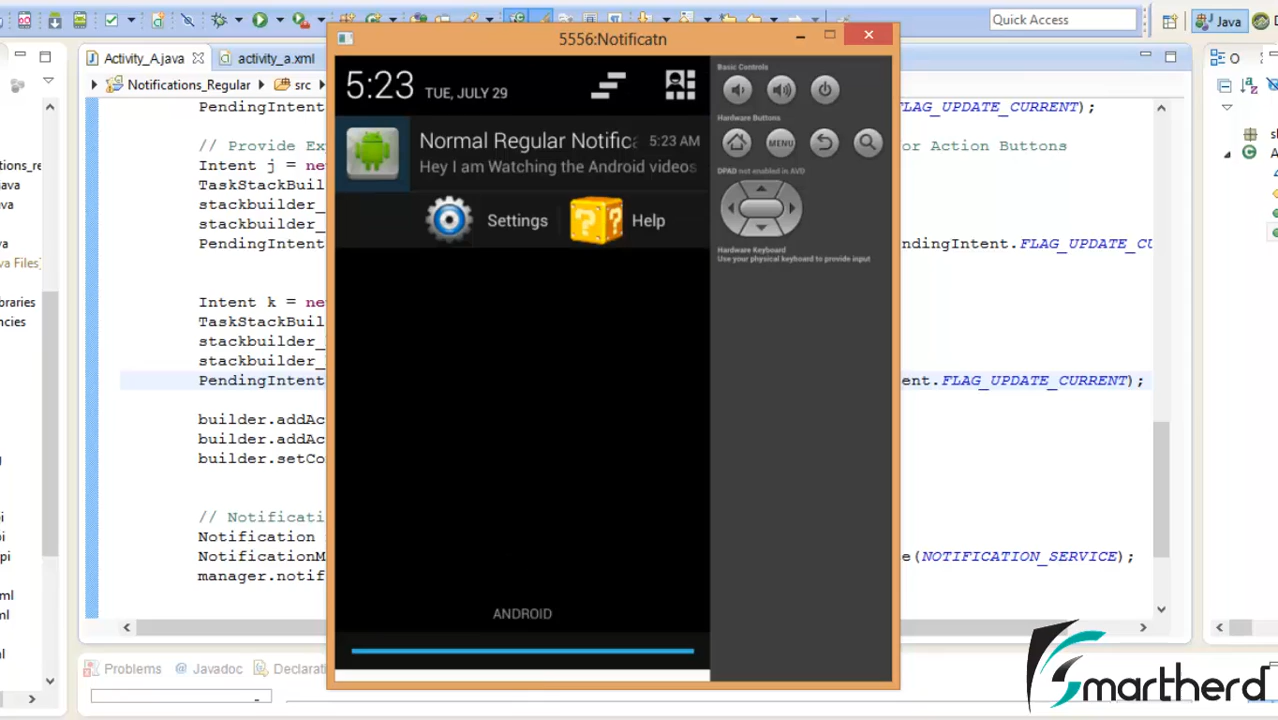 Quick Access
Java
5556:Notificatn
Activity_A.java
activity_a.xml
Notifications_Regular
src
5:23 TUE, JULY 29
Basic Controls
Hardware Buttons
MENU
DPAD not enabled in AVD
Hardware Keyboard
Use your physical keyboard to provide input
Normal Regular Notific
5:23 AM
Hey I am Watching the Android videos
Settings
Help
ANDROID
PendingIntent
FLAG_UPDATE_CURRENT);
// Provide Ex
or Action Buttons
Intent j = ne
TaskStackBuil
stackbuilder_
stackbuilder_
PendingIntent
endingIntent.FLAG_UPDATE_CU
Intent k = ne
TaskStackBuil
stackbuilder_
stackbuilder_
PendingIntent
ent.FLAG_UPDATE_CURRENT);
builder.addAc
builder.addAc
builder.setCo
// Notificati
Notification
NotificationM
e(NOTIFICATION_SERVICE);
manager.notif
Problems
@ Javadoc
Declarati
Smartherd